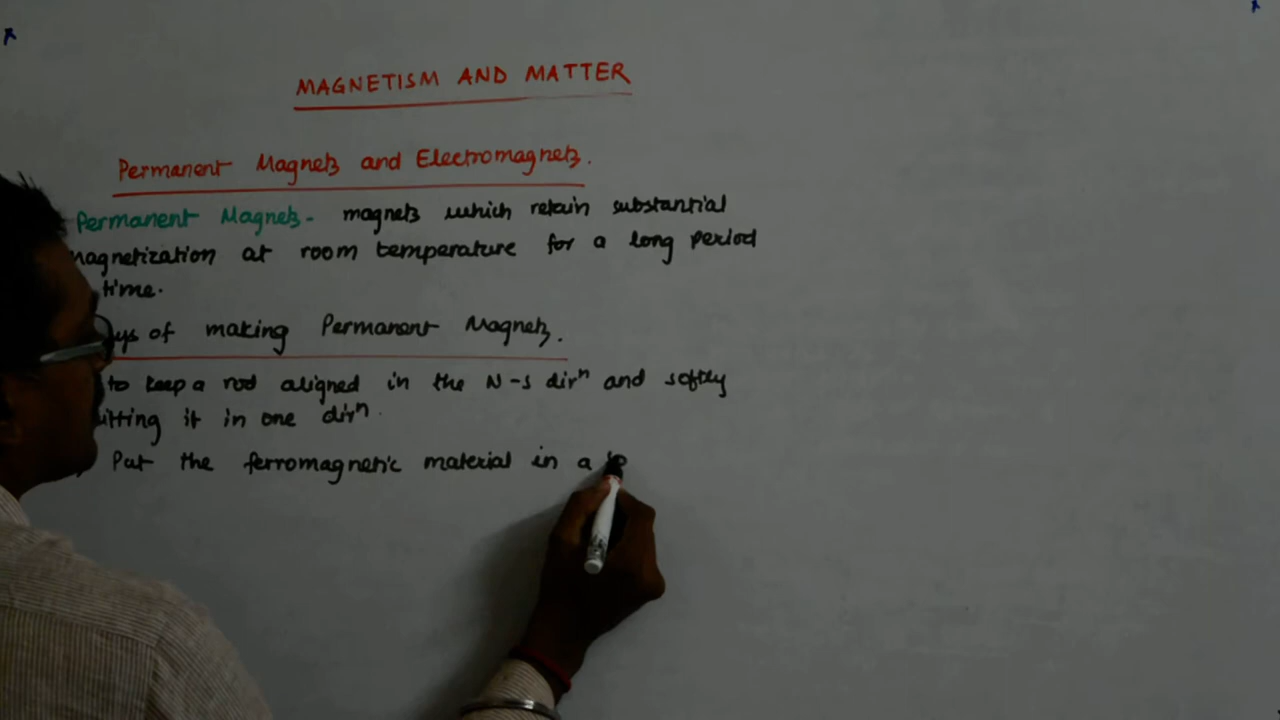 MAGNETISM AND MATTER
Permanent Magnets and Electromagnets.
Permanent Magnets - magnets which retain substantial
magnetization at room temperature for a long period
time.
of making Permanent Magnets.
to keep a rod aligned in the N-S dirⁿ and softly
it in one dirⁿ.
Put the ferromagnetic material in a